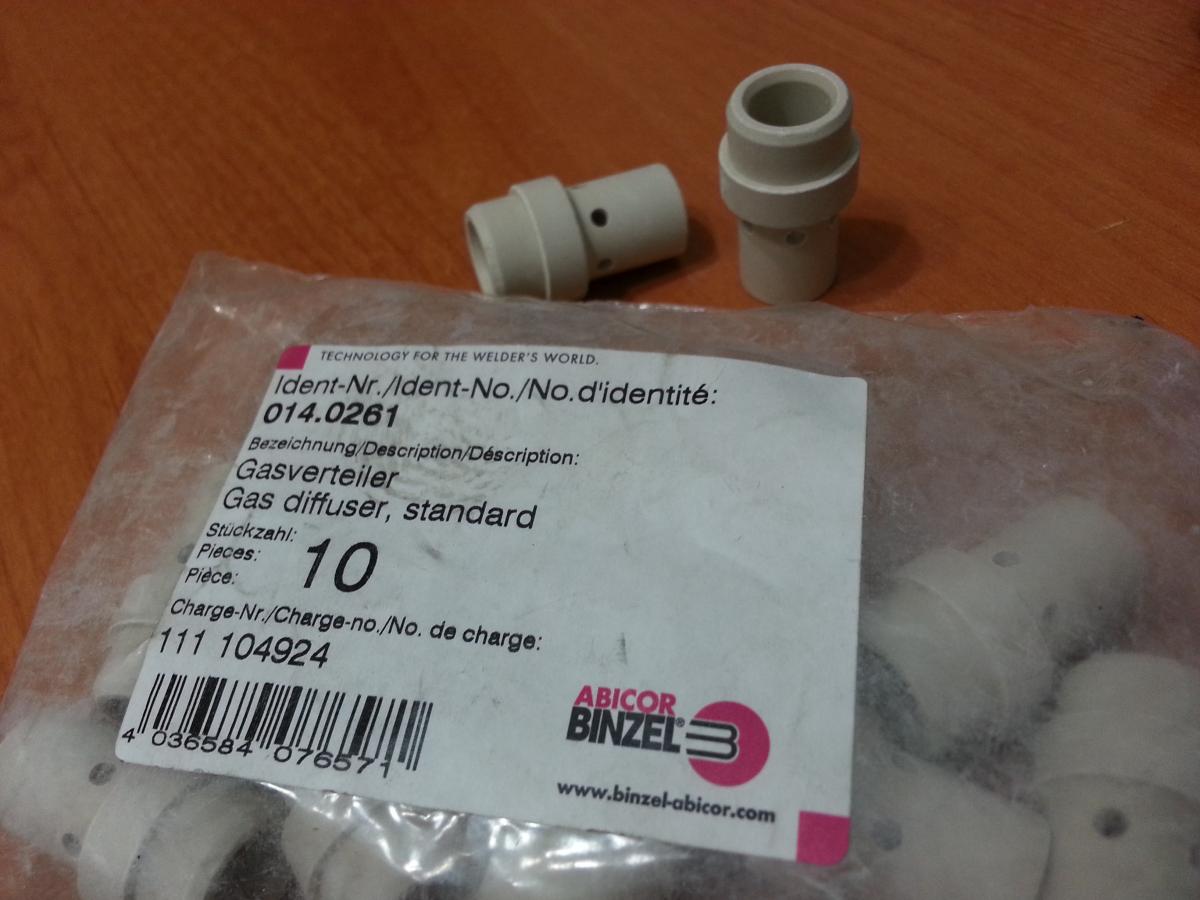 TECHNOLOGY FOR THE WELDER'S WORLD.
Ident-Nr./Ident-No./No.d'identité:
014.0261
Bezeichnung/Description/Déscription:
Gasverteiler
Gas diffuser, standard
Stückzahl:
Pieces:
Pièce:
10
Charge-Nr./Charge-no./No. de charge:
111 104924
4 036584 076571
ABICOR
BINZEL®
www.binzel-abicor.com